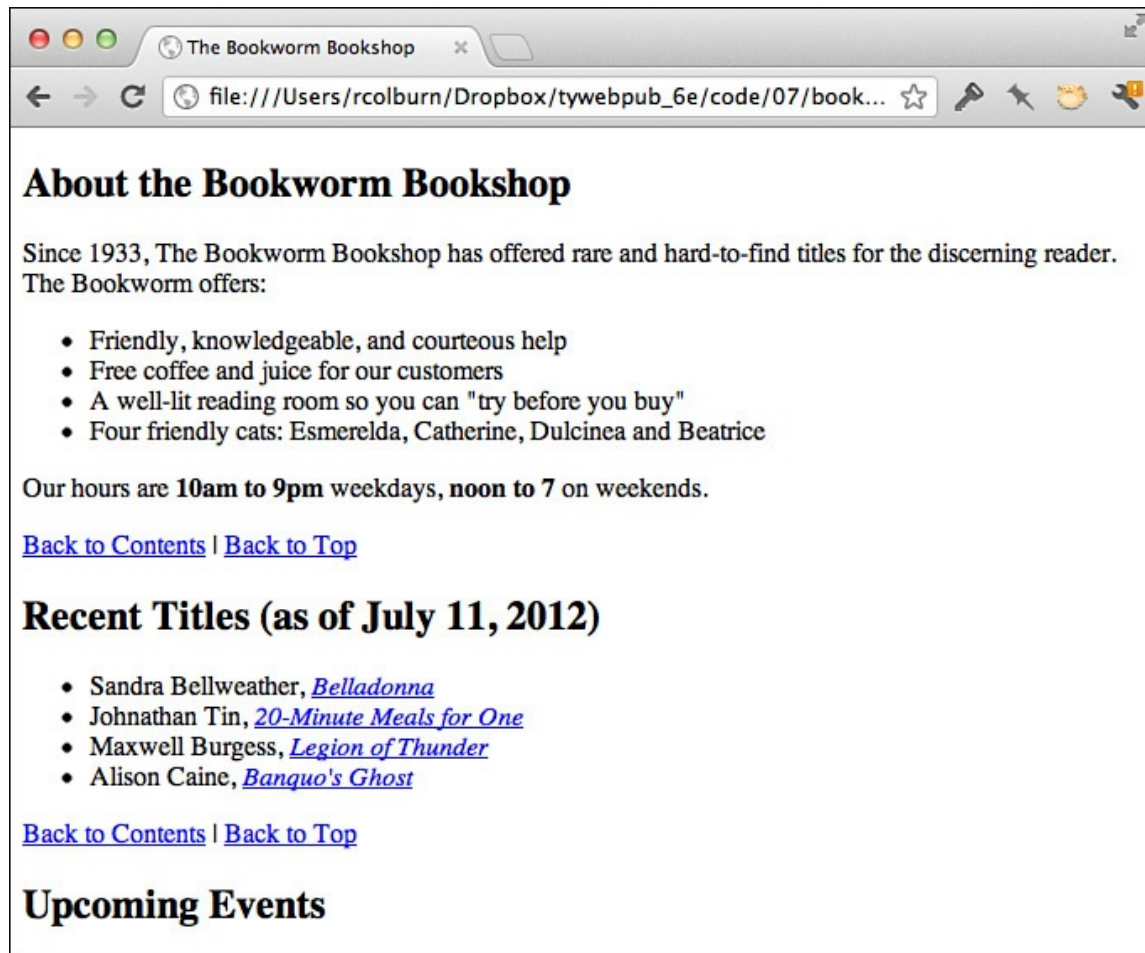 The Bookworm Bookshop
file:///Users/rcolburn/Dropbox/tywebpub_6e/code/07/book...
About the Bookworm Bookshop
Since 1933, The Bookworm Bookshop has offered rare and hard-to-find titles for the discerning reader.
The Bookworm offers:
Friendly, knowledgeable, and courteous help
Free coffee and juice for our customers
A well-lit reading room so you can "try before you buy"
Four friendly cats: Esmerelda, Catherine, Dulcinea and Beatrice
Our hours are 10am to 9pm weekdays, noon to 7 on weekends.
Back to Contents | Back to Top
Recent Titles (as of July 11, 2012)
Sandra Bellweather, Belladonna
Johnathan Tin, 20-Minute Meals for One
Maxwell Burgess, Legion of Thunder
Alison Caine, Banquo's Ghost
Back to Contents | Back to Top
Upcoming Events